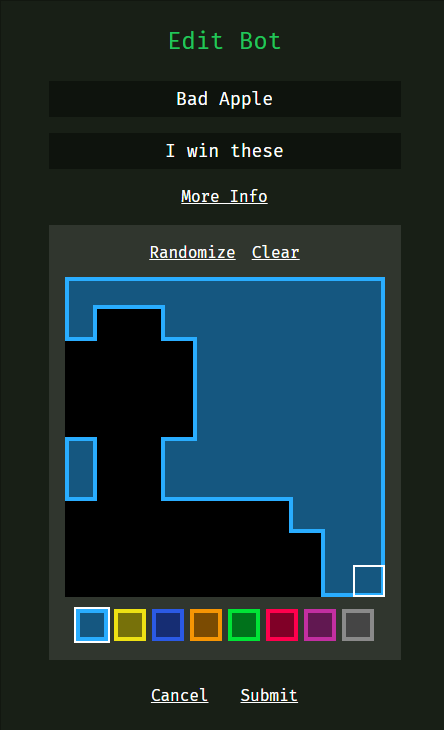 Edit Bot
Bad Apple
I win these
More Info
Randomize Clear
Cancel Submit